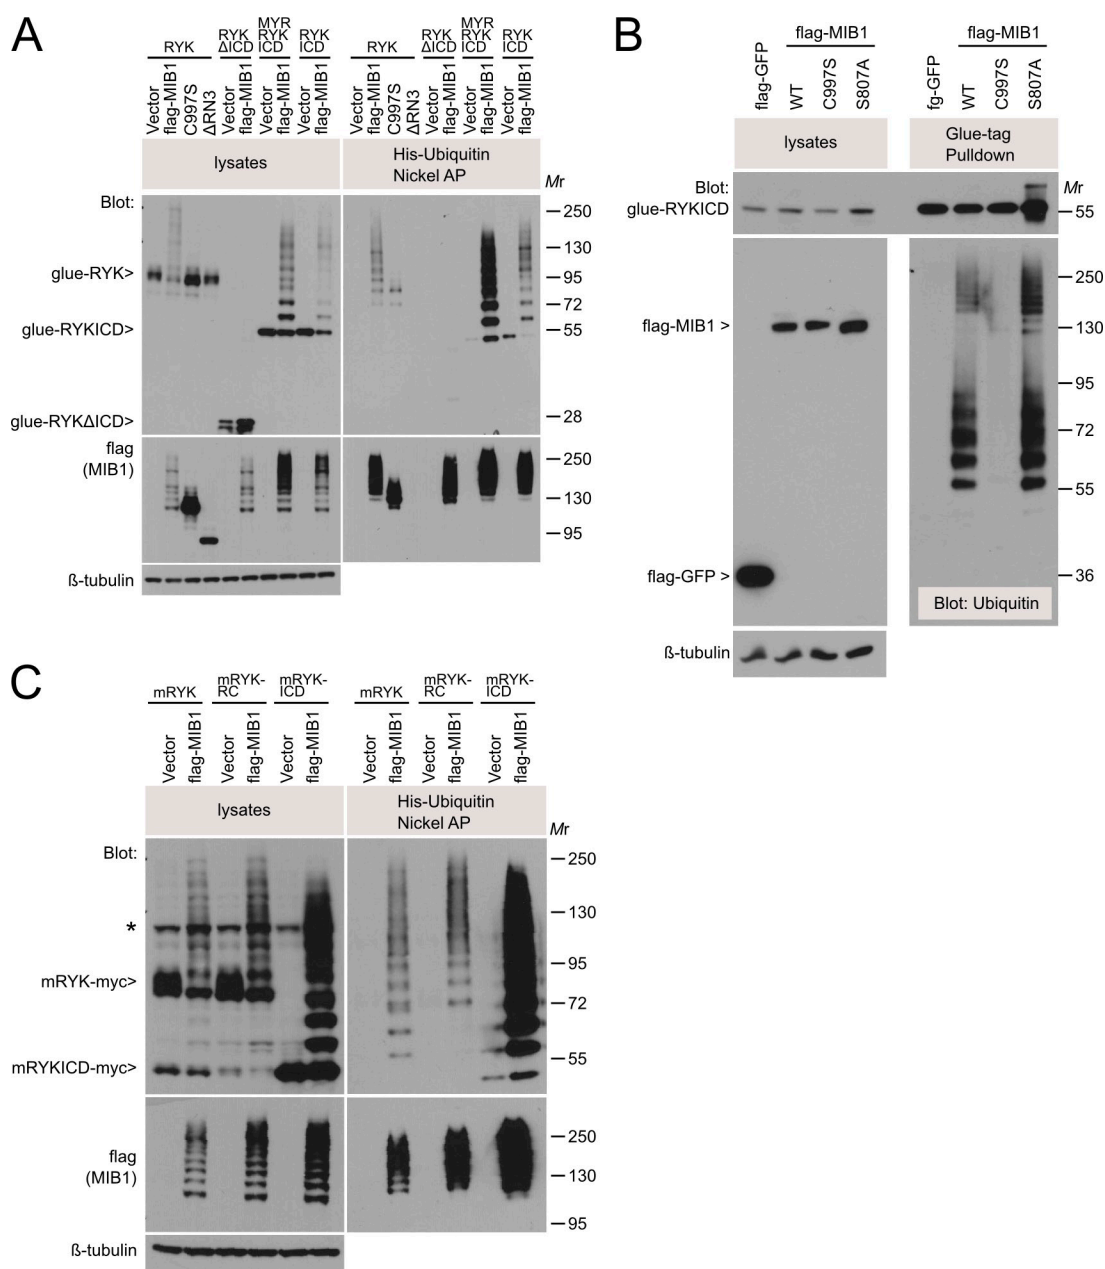 A
RYK
RYK
ΔICD
MYR
RYK
ICD
RYK
ICD
RYK
RYK
ΔICD
MYR
RYK
ICD
RYK
ICD
Vector
flag-MIB1
C997S
ΔRN3
Vector
flag-MIB1
Vector
flag-MIB1
Vector
flag-MIB1
Vector
flag-MIB1
C997S
ΔRN3
Vector
flag-MIB1
Vector
flag-MIB1
Vector
flag-MIB1
lysates
His-Ubiquitin
Nickel AP
Mr
Blot:
250
130
glue-RYK>
95
72
glue-RYKICD>
55
glue-RYKΔICD>
28
flag
(MIB1)
250
130
95
ß-tubulin
B
flag-MIB1
flag-MIB1
flag-GFP
WT
C997S
S807A
fg-GFP
WT
C997S
S807A
lysates
Glue-tag
Pulldown
Blot:
Mr
glue-RYKICD
55
250
flag-MIB1 >
130
95
72
55
flag-GFP >
36
Blot: Ubiquitin
ß-tubulin
C
mRYK
mRYK-
RC
mRYK-
ICD
mRYK
mRYK-
RC
mRYK-
ICD
Vector
flag-MIB1
Vector
flag-MIB1
Vector
flag-MIB1
Vector
flag-MIB1
Vector
flag-MIB1
Vector
flag-MIB1
lysates
His-Ubiquitin
Nickel AP
Mr
Blot:
250
*
130
95
mRYK-myc>
72
55
mRYKICD-myc>
flag
(MIB1)
250
130
95
ß-tubulin